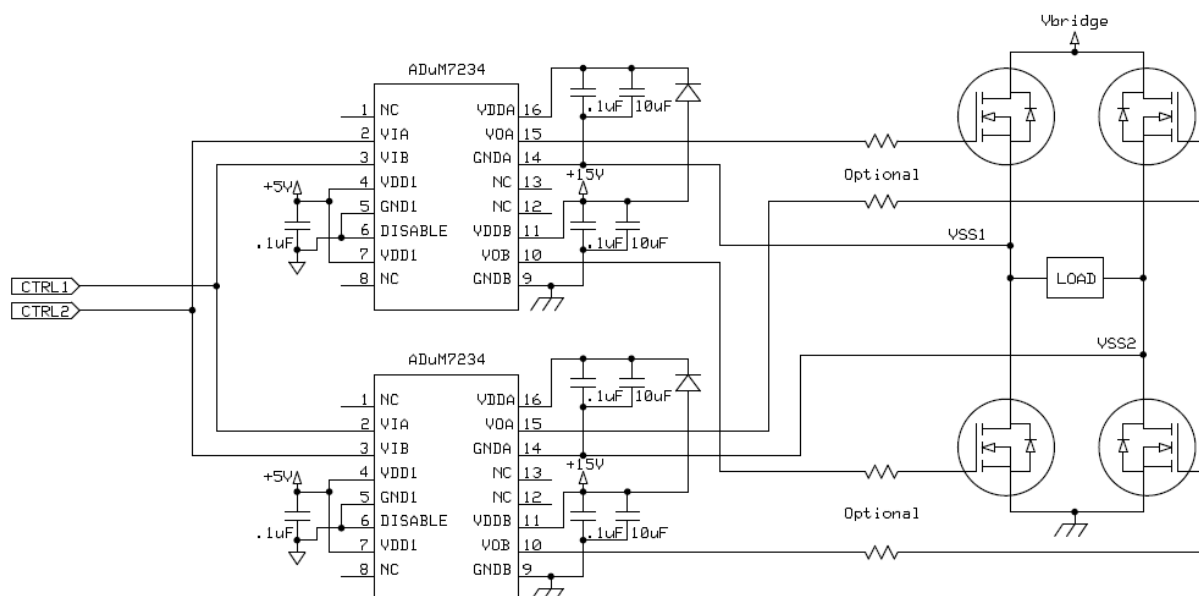 Vbridge
ADuM7234
1 NC VDDA 16
.1uF 10uF
2 VIA VOA 15
3 VIB GNDA 14
Optional
+5V
4 VDD1 NC 13
+15V
5 GND1 NC 12
6 DISABLE VDDB 11
.1uF
.1uF 10uF
VSS1
7 VDD1 VOB 10
8 NC GNDB 9
LOAD
CTRL1
CTRL2
VSS2
ADuM7234
1 NC VDDA 16
.1uF 10uF
2 VIA VOA 15
3 VIB GNDA 14
+5V
4 VDD1 NC 13
+15V
5 GND1 NC 12
Optional
6 DISABLE VDDB 11
.1uF
.1uF 10uF
7 VDD1 VOB 10
8 NC GNDB 9